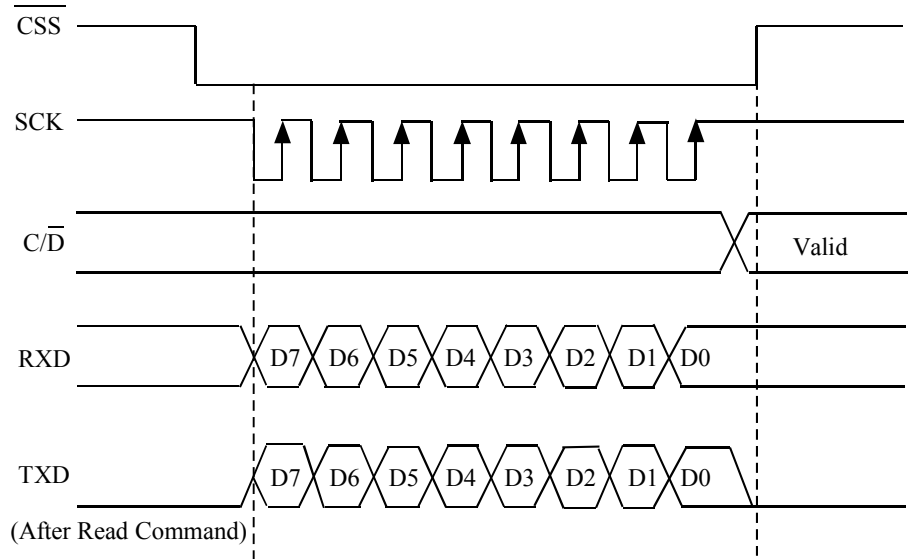 C̅S̅S̅
SCK
C/D̅
Valid
RXD
D7 D6 D5 D4 D3 D2 D1 D0
TXD
D7 D6 D5 D4 D3 D2 D1 D0
(After Read Command)